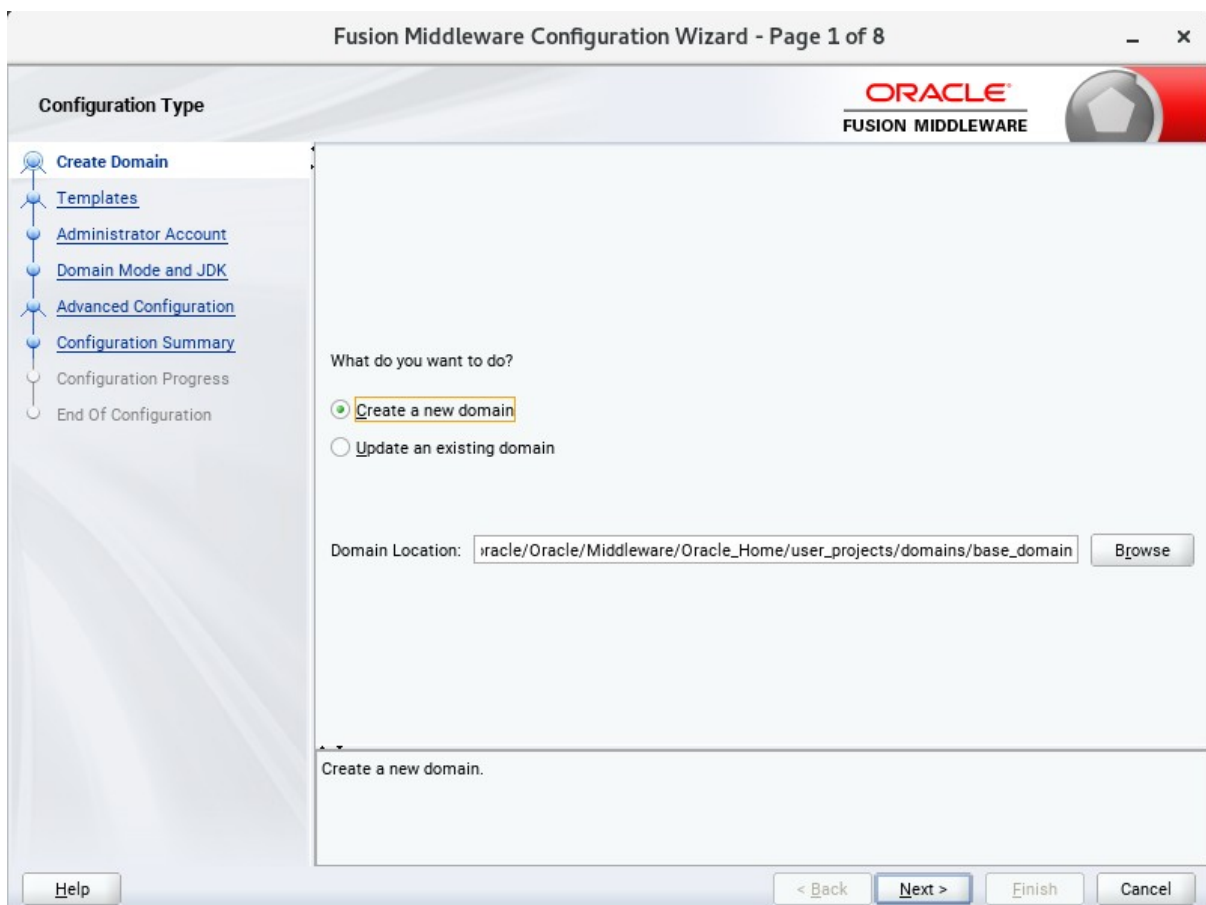 Fusion Middleware Configuration Wizard - Page 1 of 8
Configuration Type
ORACLE
FUSION MIDDLEWARE
Create Domain
Templates
Administrator Account
Domain Mode and JDK
Advanced Configuration
Configuration Summary
Configuration Progress
End Of Configuration
What do you want to do?
Create a new domain
Update an existing domain
Domain Location: racle/Oracle/Middleware/Oracle_Home/user_projects/domains/base_domain Browse
Create a new domain.
Help < Back Next > Finish Cancel